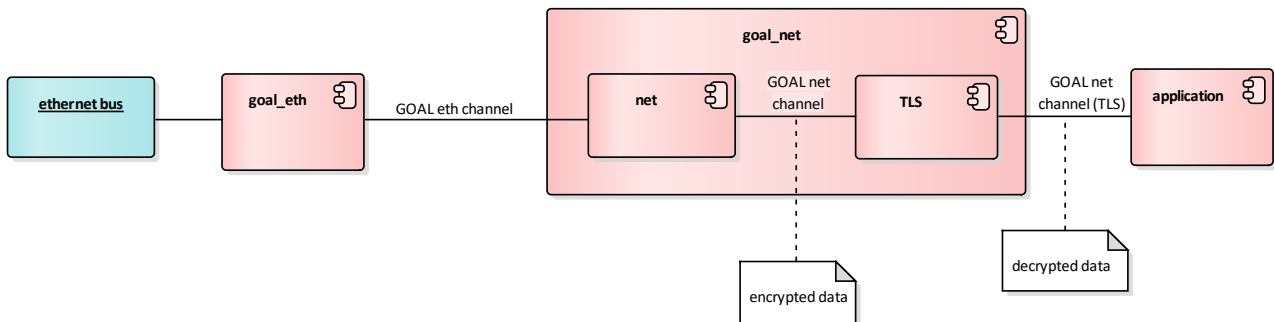 goal_net
ethernet bus
goal_eth
GOAL eth channel
net
GOAL net
channel
TLS
GOAL net
channel (TLS)
application
encrypted data
decrypted data